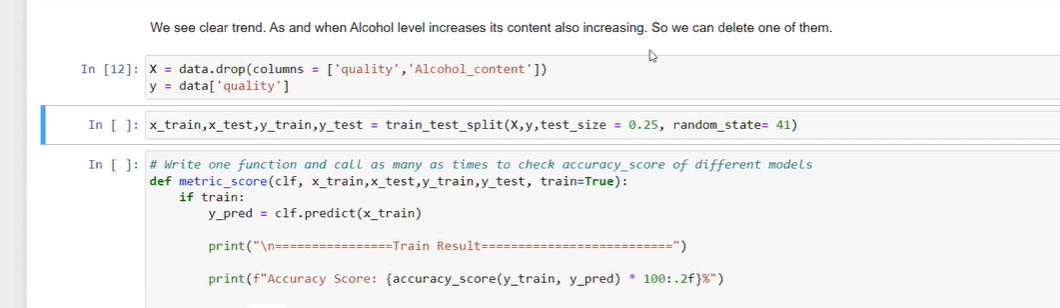 We see clear trend. As and when Alcohol level increases its content also increasing. So we can delete one of them.
In [12]: X = data.drop(columns = ['quality','Alcohol_content'])
y = data['quality']
In [ ]: x_train,x_test,y_train,y_test = train_test_split(X,y,test_size = 0.25, random_state= 41)
In [ ]: # Write one function and call as many as times to check accuracy_score of different models
def metric_score(clf, x_train,x_test,y_train,y_test, train=True):
    if train:
        y_pred = clf.predict(x_train)
        print("\n================Train Result==========================")
        print(f"Accuracy Score: {accuracy_score(y_train, y_pred) * 100:.2f}%")